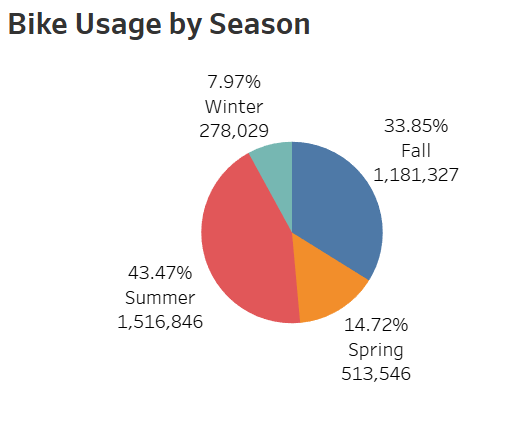 Bike Usage by Season
7.97%
Winter
278,029
33.85%
Fall
1,181,327
43.47%
Summer
1,516,846
14.72%
Spring
513,546